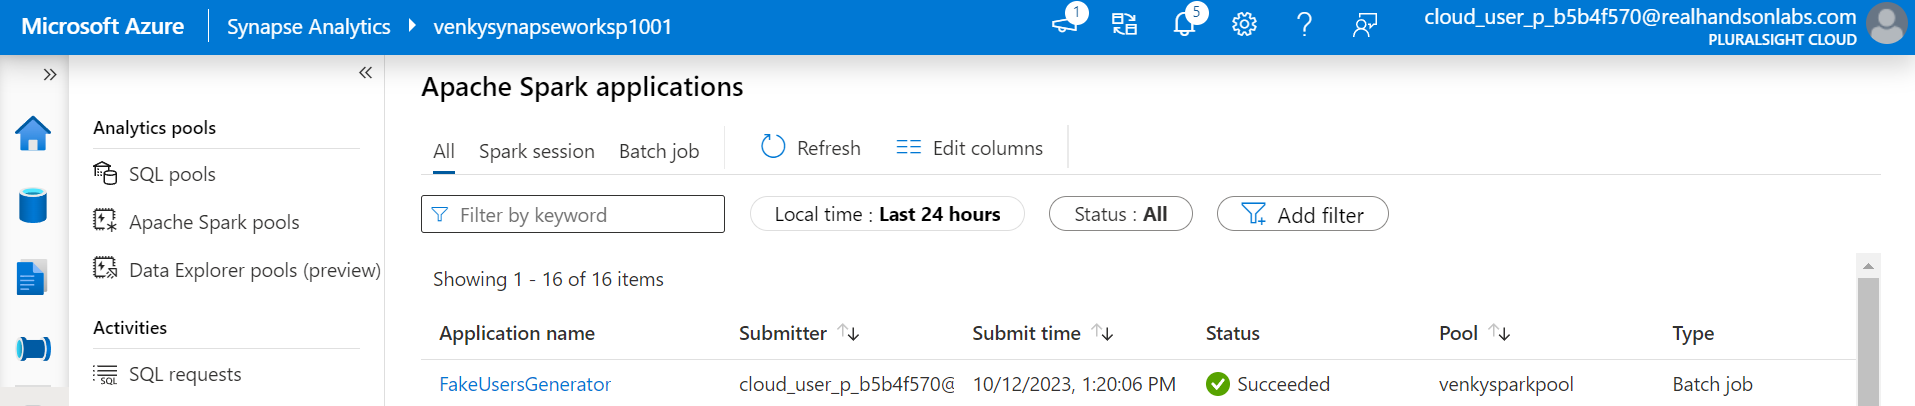 Microsoft Azure | Synapse Analytics venkysynapseworksp1001 1 5 cloud_user_p_b5b4f570@realhandsonlabs.com
PLURALSIGHT CLOUD
Apache Spark applications
Analytics pools
SQL pools
Apache Spark pools
Data Explorer pools (preview)
Activities
SQL requests
All Spark session Batch job Refresh Edit columns
Filter by keyword Local time : Last 24 hours Status : All Add filter
Showing 1 - 16 of 16 items
Application name Submitter Submit time Status Pool Type
FakeUsersGenerator cloud_user_p_b5b4f570@ 10/12/2023, 1:20:06 PM Succeeded venkysparkpool Batch job